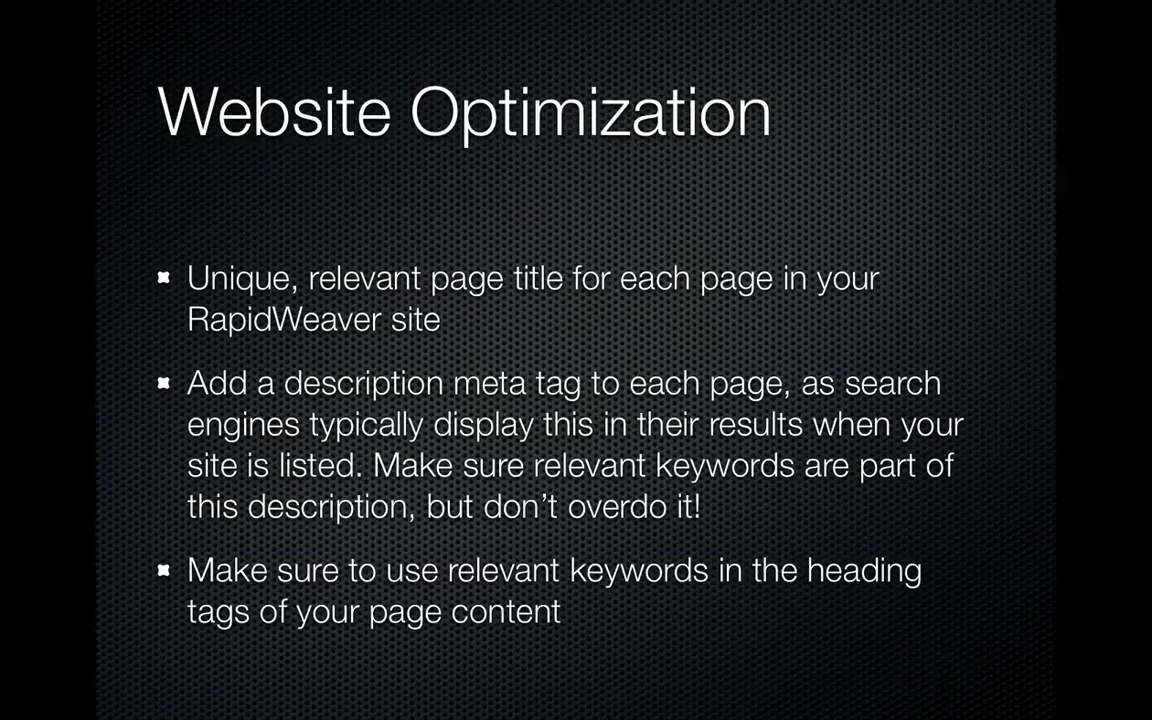 Website Optimization
Unique, relevant page title for each page in your
RapidWeaver site
Add a description meta tag to each page, as search
engines typically display this in their results when your
site is listed. Make sure relevant keywords are part of
this description, but don’t overdo it!
Make sure to use relevant keywords in the heading
tags of your page content